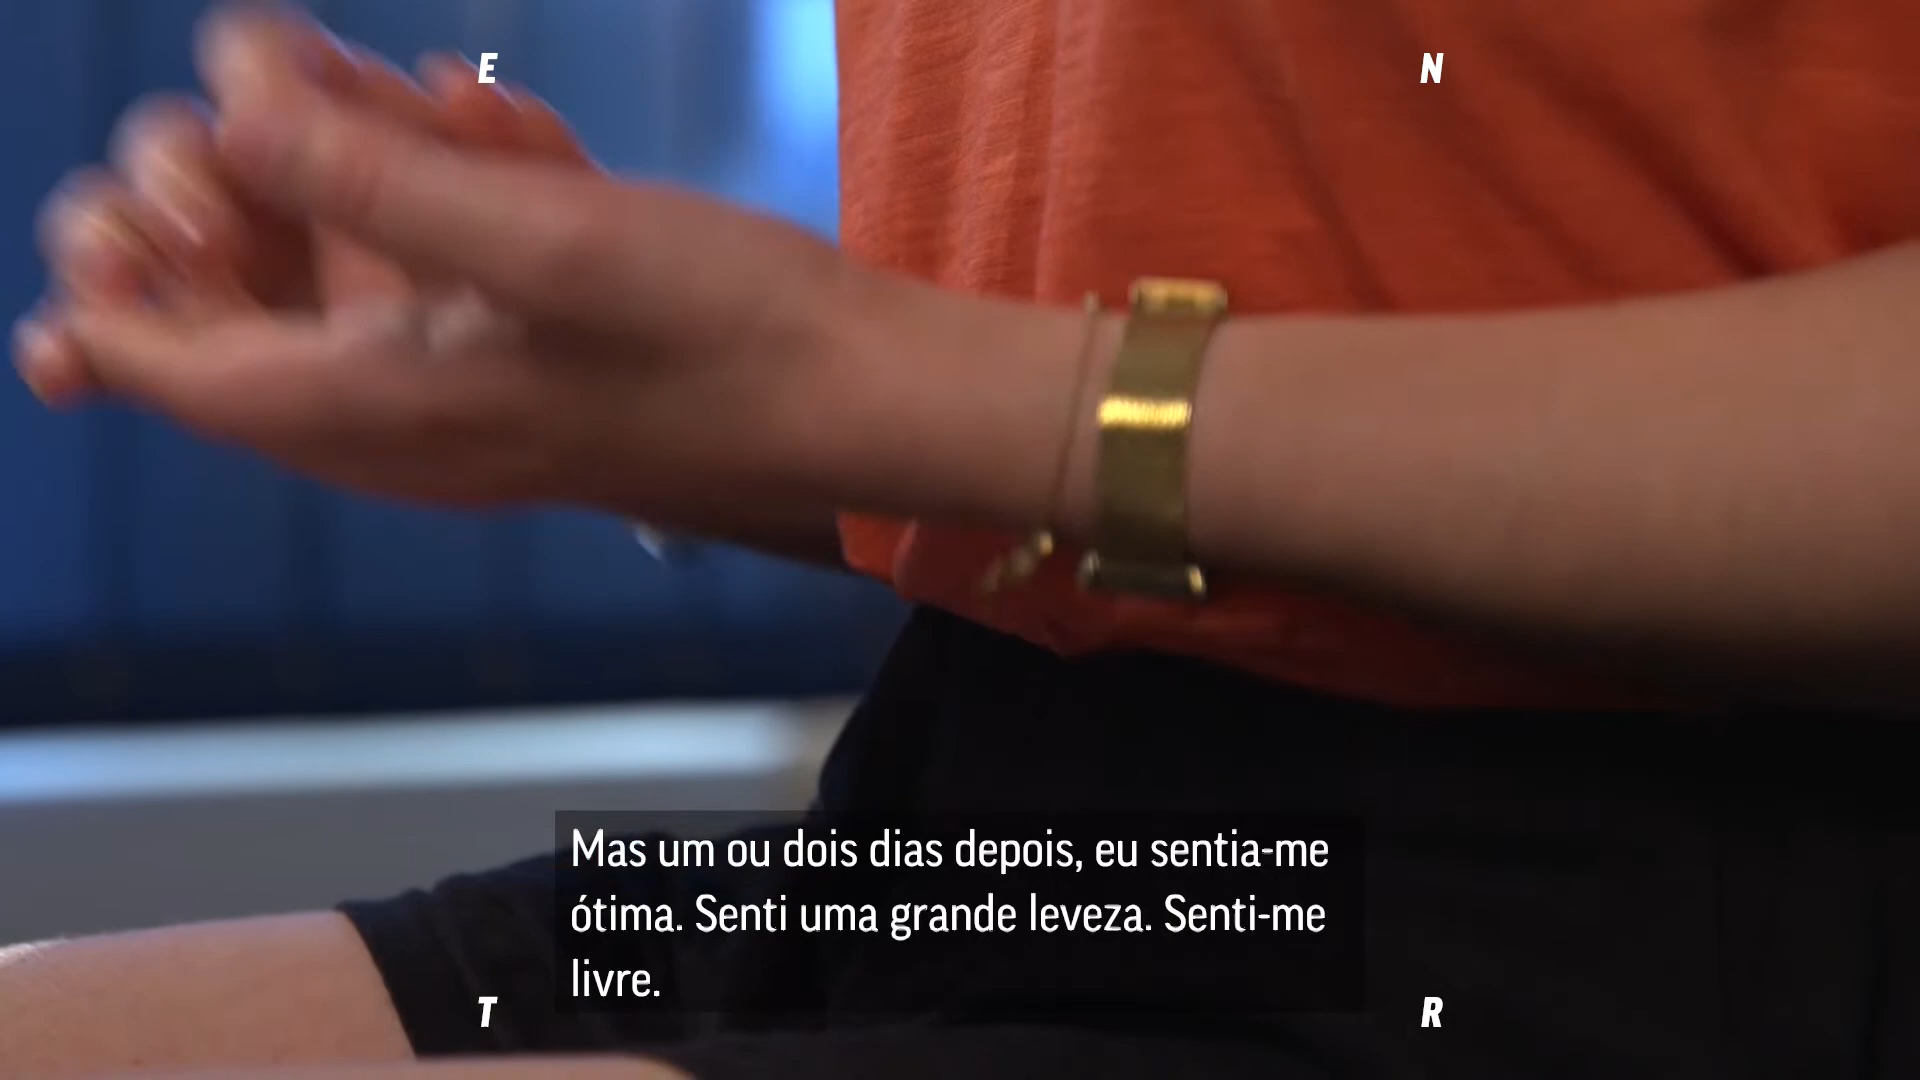 E
N
Mas um ou dois dias depois, eu sentia-me
ótima. Senti uma grande leveza. Senti-me
livre.
T
R